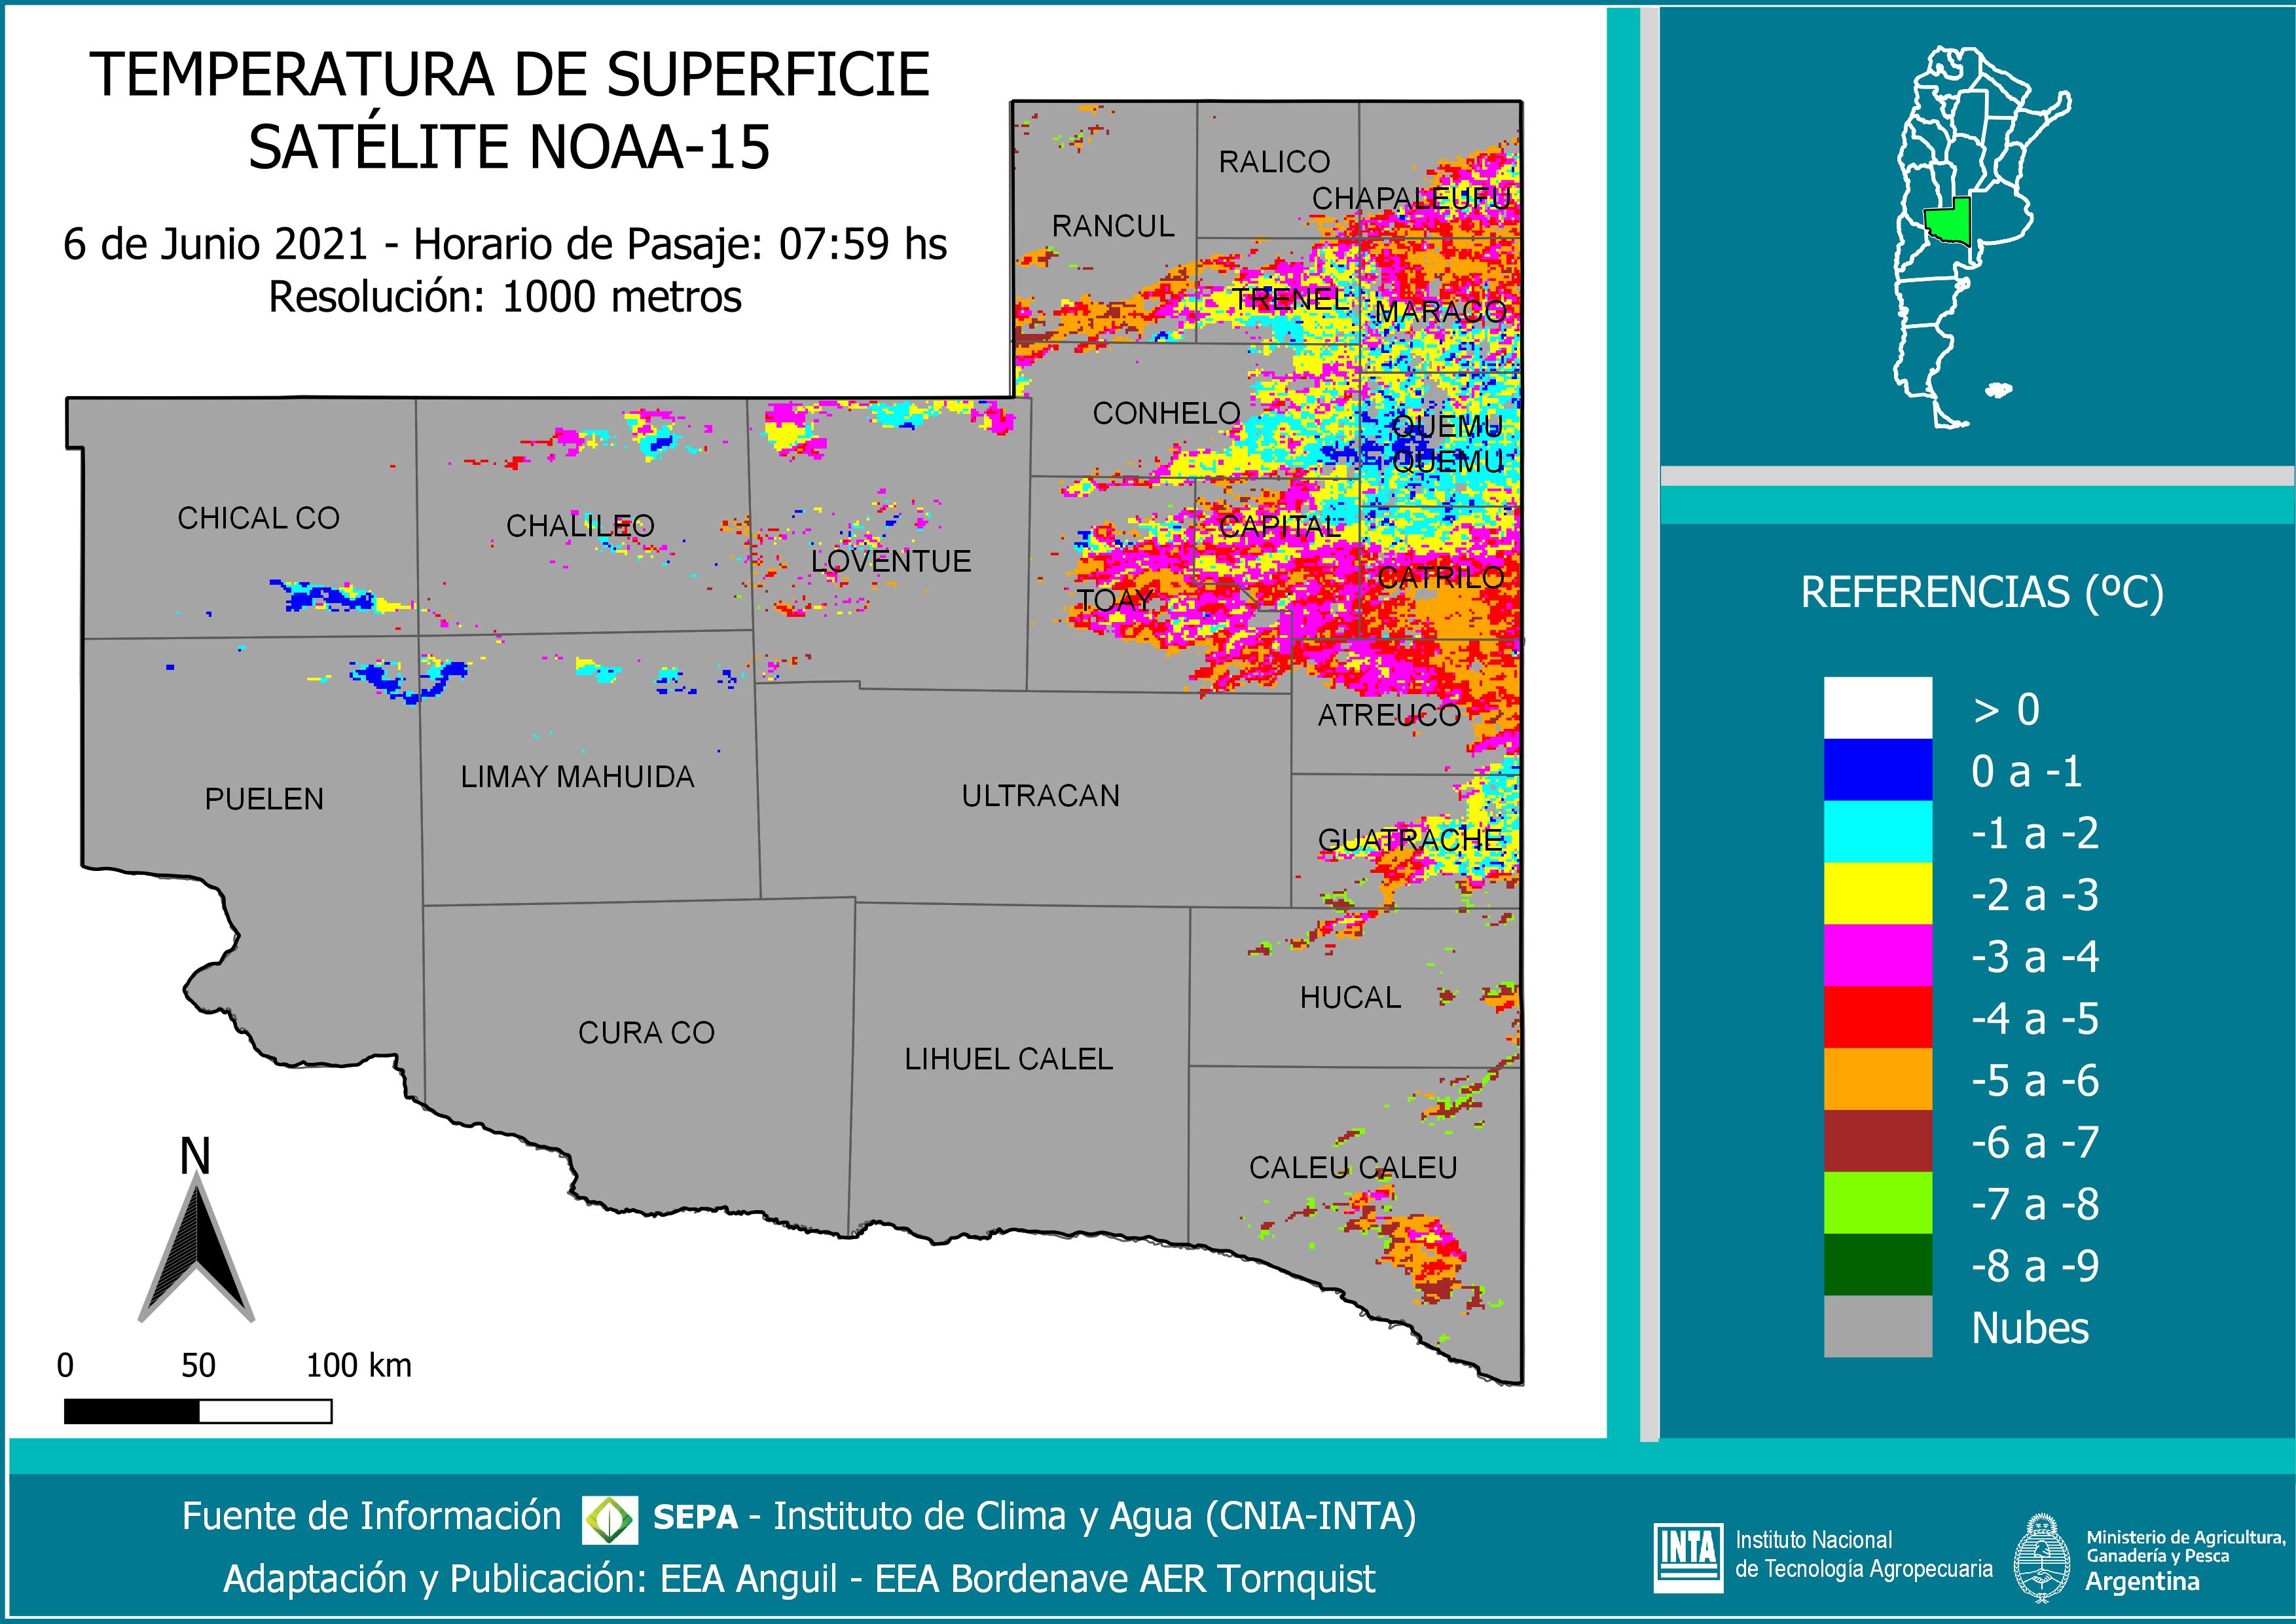 TEMPERATURA DE SUPERFICIE
SATÉLITE NOAA-15
6 de Junio 2021 - Horario de Pasaje: 07:59 hs
Resolución: 1000 metros
RALICO
CHAPALEUFU
RANCUL
TRENEL
MARACO
CONHELO
QUEMU
QUEMU
CHICAL CO
CHALILEO
LOVENTUE
CAPITAL
CATRILO
TOAY
ATREUCO
PUELEN
LIMAY MAHUIDA
ULTRACAN
GUATRACHE
HUCAL
CURA CO
LIHUEL CALEL
CALEU CALEU
N
0 50 100 km
REFERENCIAS (ºC)
> 0
0 a -1
-1 a -2
-2 a -3
-3 a -4
-4 a -5
-5 a -6
-6 a -7
-7 a -8
-8 a -9
Nubes
Fuente de Información SEPA - Instituto de Clima y Agua (CNIA-INTA)
Adaptación y Publicación: EEA Anguil - EEA Bordenave AER Tornquist
INTA
Instituto Nacional
de Tecnología Agropecuaria
Ministerio de Agricultura,
Ganadería y Pesca
Argentina